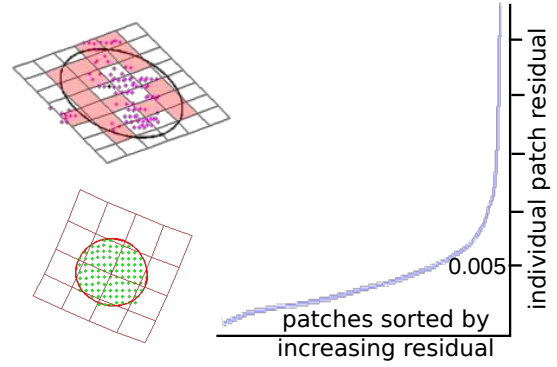 individual patch residual
0.005
patches sorted by
increasing residual